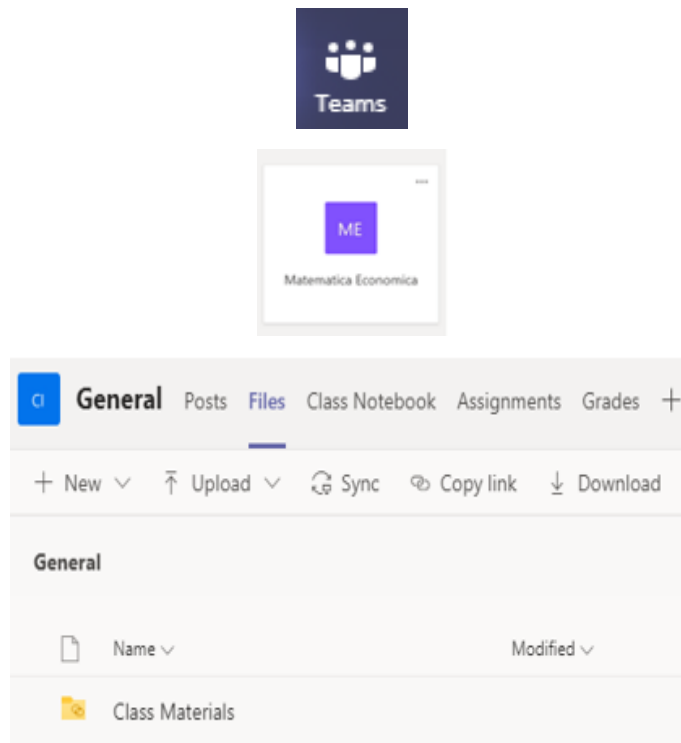 Teams
ME
Matematica Economica
CI General Posts Files Class Notebook Assignments Grades
New Upload Sync Copy link Download
General
Name Modified
Class Materials